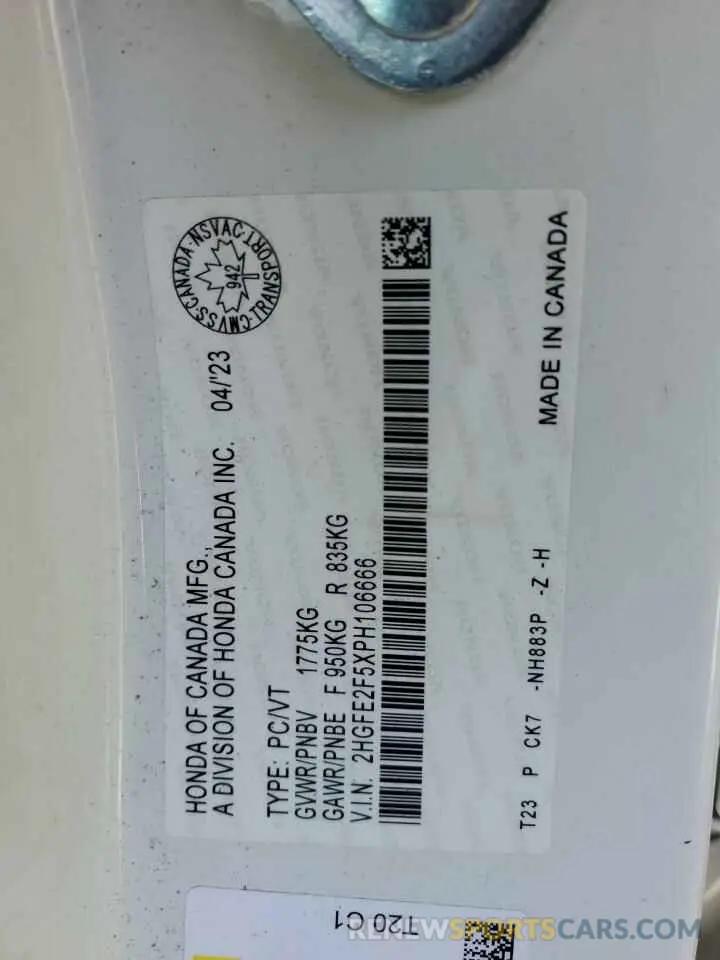 CMVSS·CANADA·NSVAC·TRANSPORT
942
HONDA OF CANADA MFG.,
A DIVISION OF HONDA CANADA INC. 04/'23
TYPE: PC/VT
GVWR/PNBV 1775KG
GAWR/PNBE F 950KG R 835KG
V.I.N. 2HGFE2F5XPH106666
T23 P CK7 -NH883P -Z -H
MADE IN CANADA
T20 C1
RENEWSPORTSCARS.COM